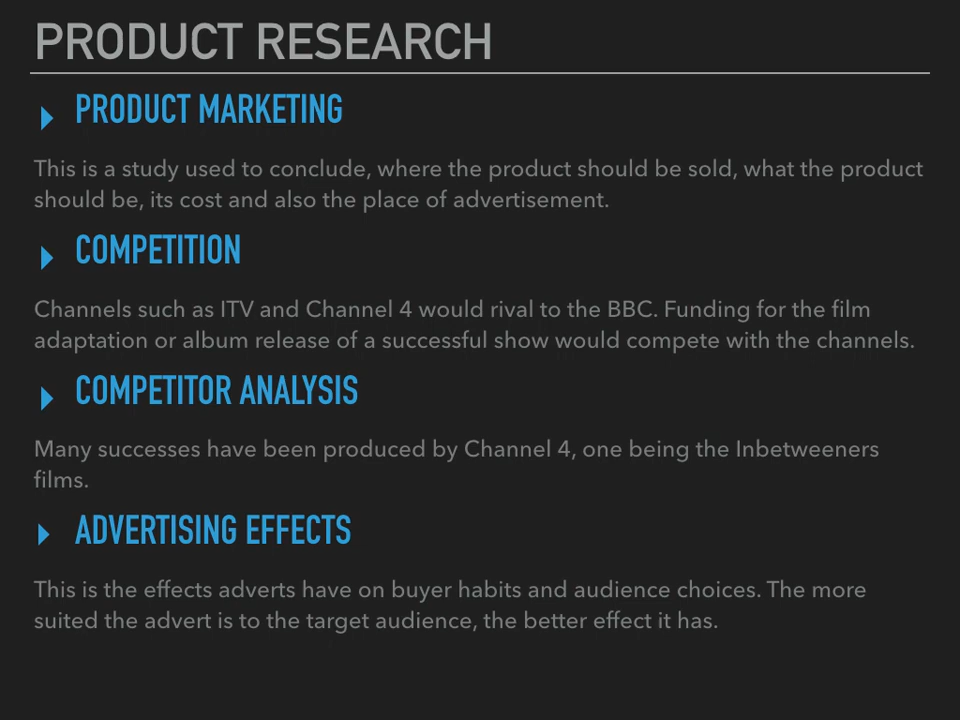 PRODUCT RESEARCH
PRODUCT MARKETING
This is a study used to conclude, where the product should be sold, what the product
should be, its cost and also the place of advertisement.
COMPETITION
Channels such as ITV and Channel 4 would rival to the BBC. Funding for the film
adaptation or album release of a successful show would compete with the channels.
COMPETITOR ANALYSIS
Many successes have been produced by Channel 4, one being the Inbetweeners
films.
ADVERTISING EFFECTS
This is the effects adverts have on buyer habits and audience choices. The more
suited the advert is to the target audience, the better effect it has.